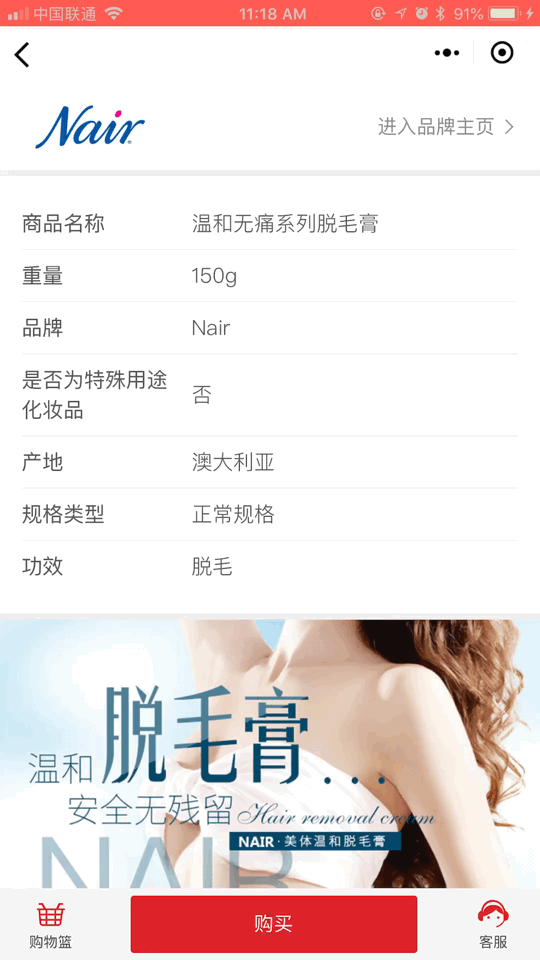 中国联通
11:18 AM
91%
Nair
进入品牌主页
商品名称 温和无痛系列脱毛膏
重量 150g
品牌 Nair
是否为特殊用途
化妆品 否
产地 澳大利亚
规格类型 正常规格
功效 脱毛
温和脱毛膏...
安全无残留 Hair removal cream
NAIR·美体温和脱毛膏
NAIR
购物篮
购买
客服